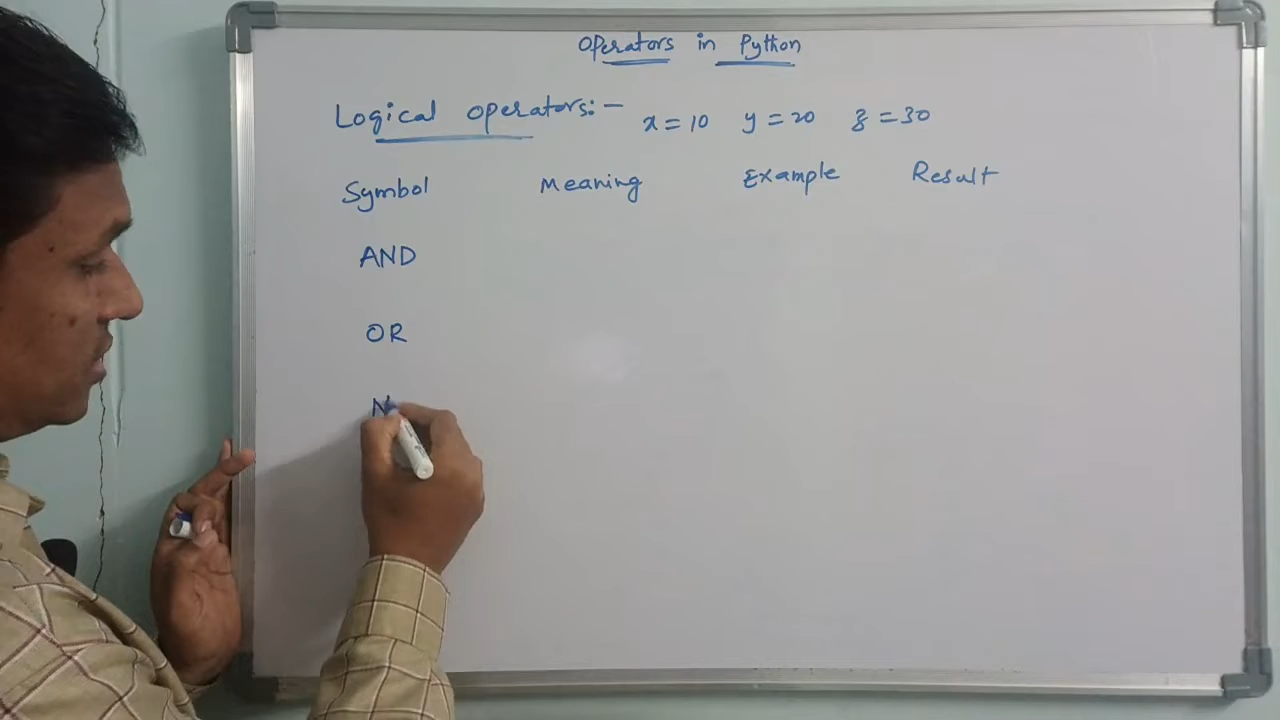 Operators in Python
Logical operators:- x = 10 y = 20 z = 30
Symbol Meaning Example Result
AND
OR
N